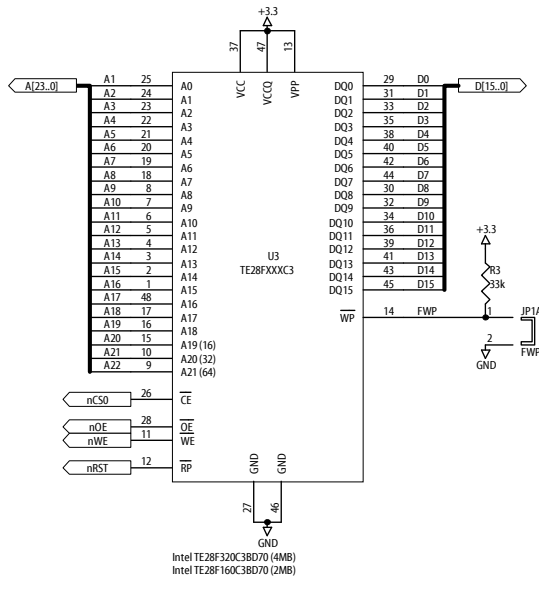 +3.3
37 47 13
VCC VCCQ VPP
A[23..0] D[15..0]
A1 25 A0 DQ0 29 D0
A2 24 A1 DQ1 31 D1
A3 23 A2 DQ2 33 D2
A4 22 A3 DQ3 35 D3
A5 21 A4 DQ4 38 D4
A6 20 A5 DQ5 40 D5
A7 19 A6 DQ6 42 D6
A8 18 A7 DQ7 44 D7
A9 8 A8 DQ8 30 D8
A10 7 A9 DQ9 32 D9
A11 6 A10 DQ10 34 D10
A12 5 A11 DQ11 36 D11
A13 4 A12 DQ12 39 D12
A14 3 A13 DQ13 41 D13
A15 2 A14 DQ14 43 D14
A16 1 A15 DQ15 45 D15
A17 48 A16
A18 17 A17 WP 14 FWP
A19 16 A18
A20 15 A19 (16)
A21 10 A20 (32)
A22 9 A21 (64)
U3
TE28FXXXC3
+3.3
R3
33k
1 JP1A
2 FWP
GND
nCS0 26 CE
nOE 28 OE
nWE 11 WE
nRST 12 RP
GND GND
27 46
GND
Intel TE28F320C3BD70 (4MB)
Intel TE28F160C3BD70 (2MB)